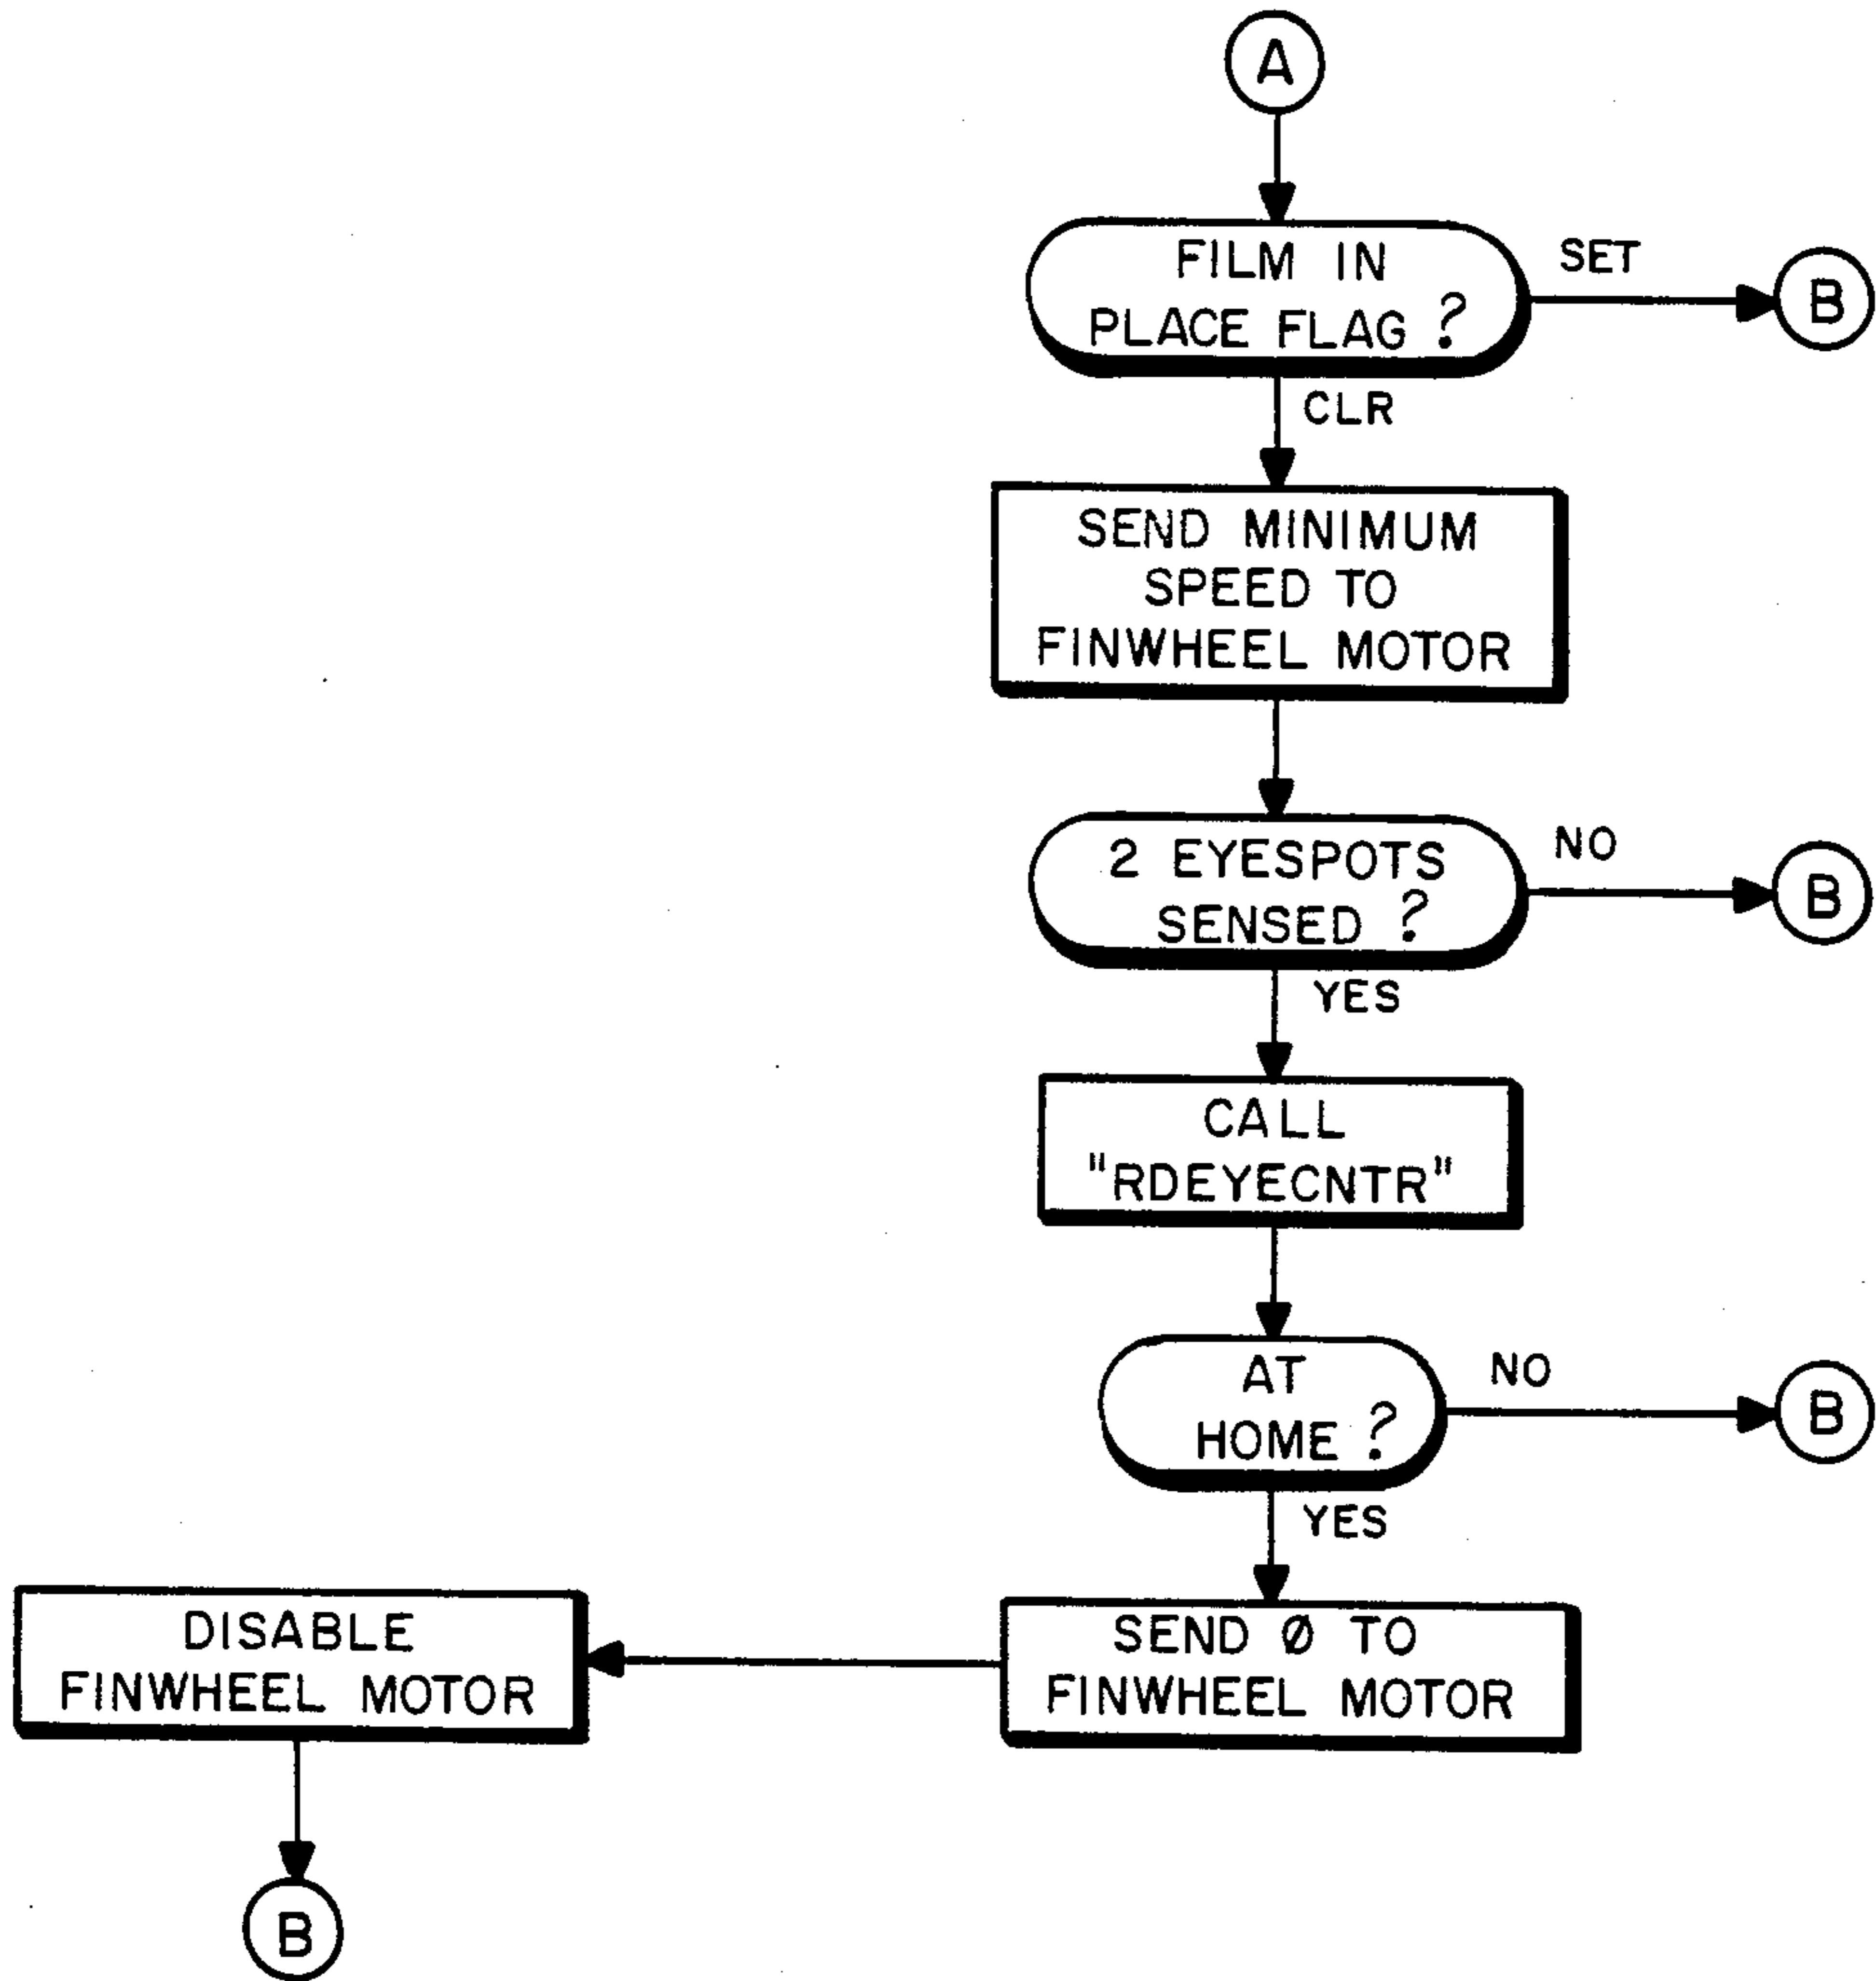 A
FILM IN
PLACE FLAG ?
SET
B
CLR
SEND MINIMUM
SPEED TO
FINWHEEL MOTOR
2 EYESPOTS
SENSED ?
NO
B
YES
CALL
"RDEYECNTR"
AT
HOME ?
NO
B
YES
SEND Ø TO
FINWHEEL MOTOR
DISABLE
FINWHEEL MOTOR
B